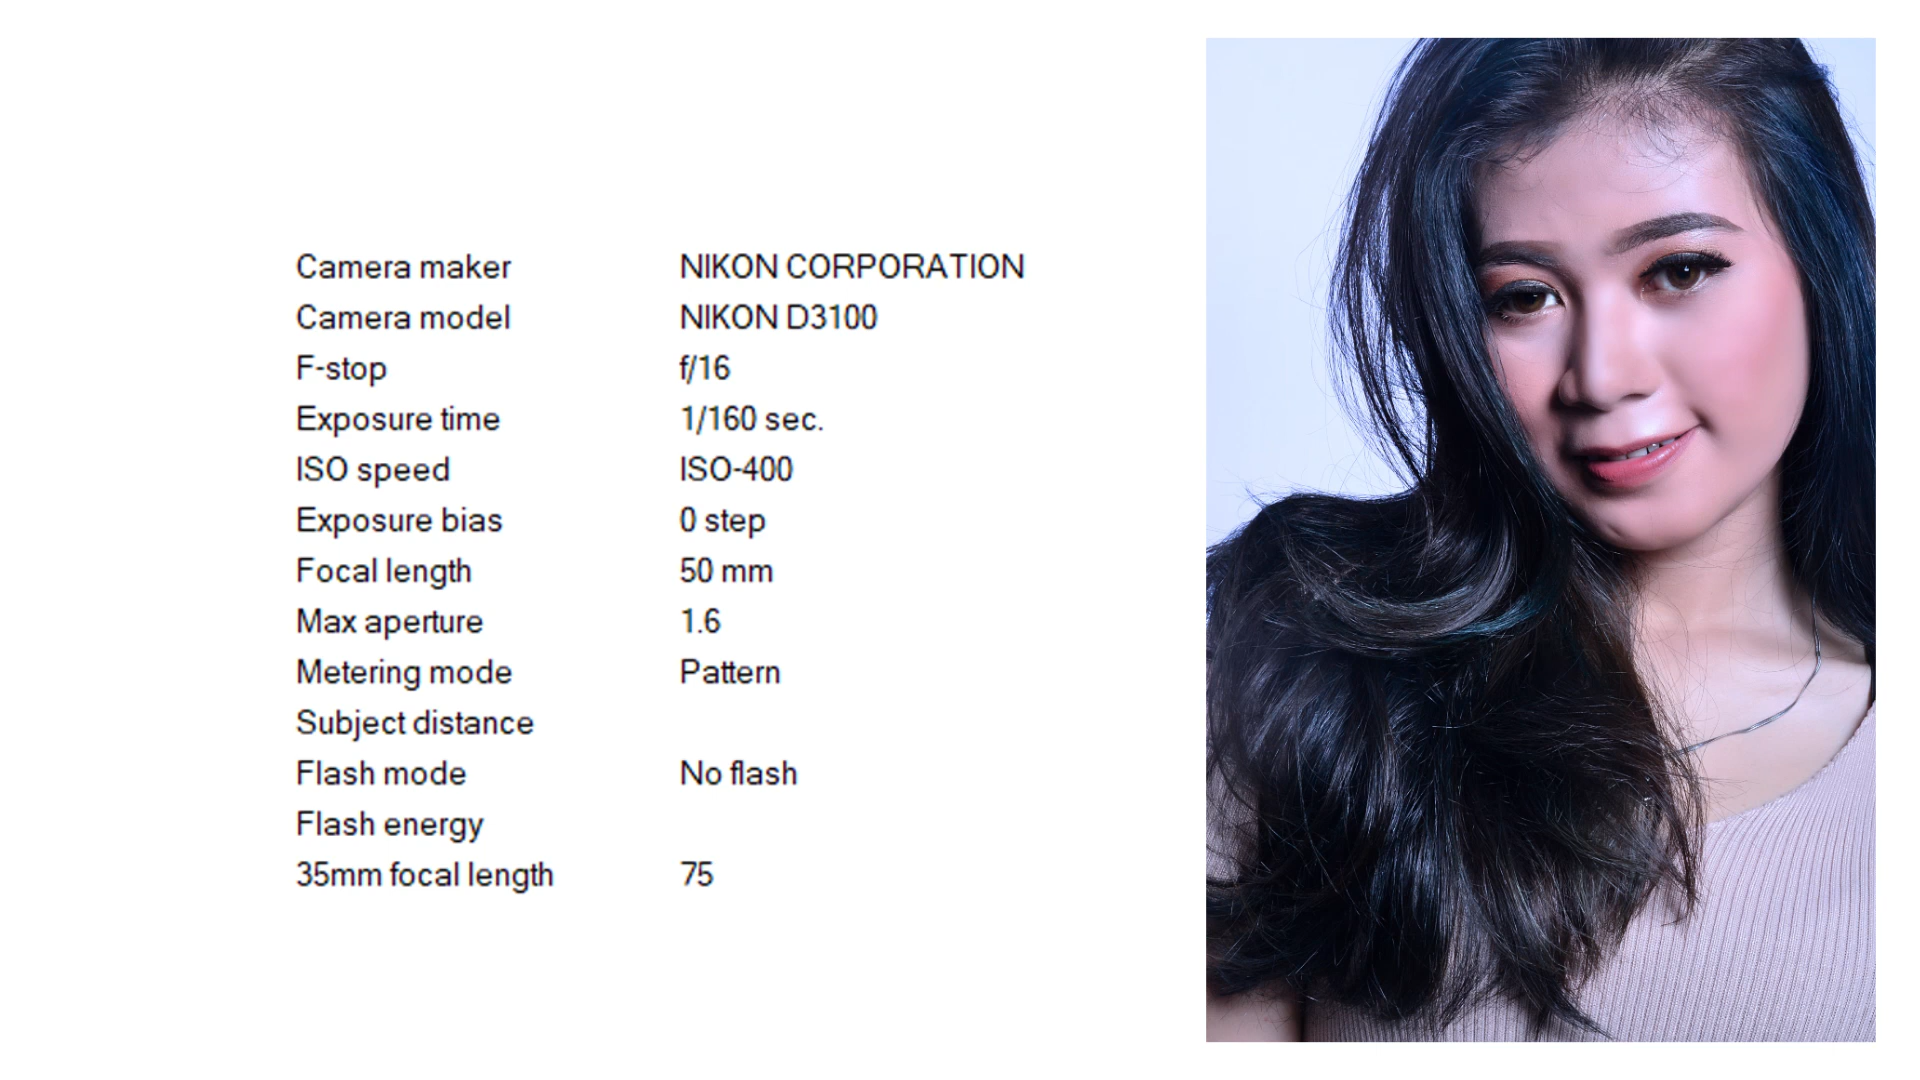 Camera maker NIKON CORPORATION
Camera model NIKON D3100
F-stop f/16
Exposure time 1/160 sec.
ISO speed ISO-400
Exposure bias 0 step
Focal length 50 mm
Max aperture 1.6
Metering mode Pattern
Subject distance
Flash mode No flash
Flash energy
35mm focal length 75